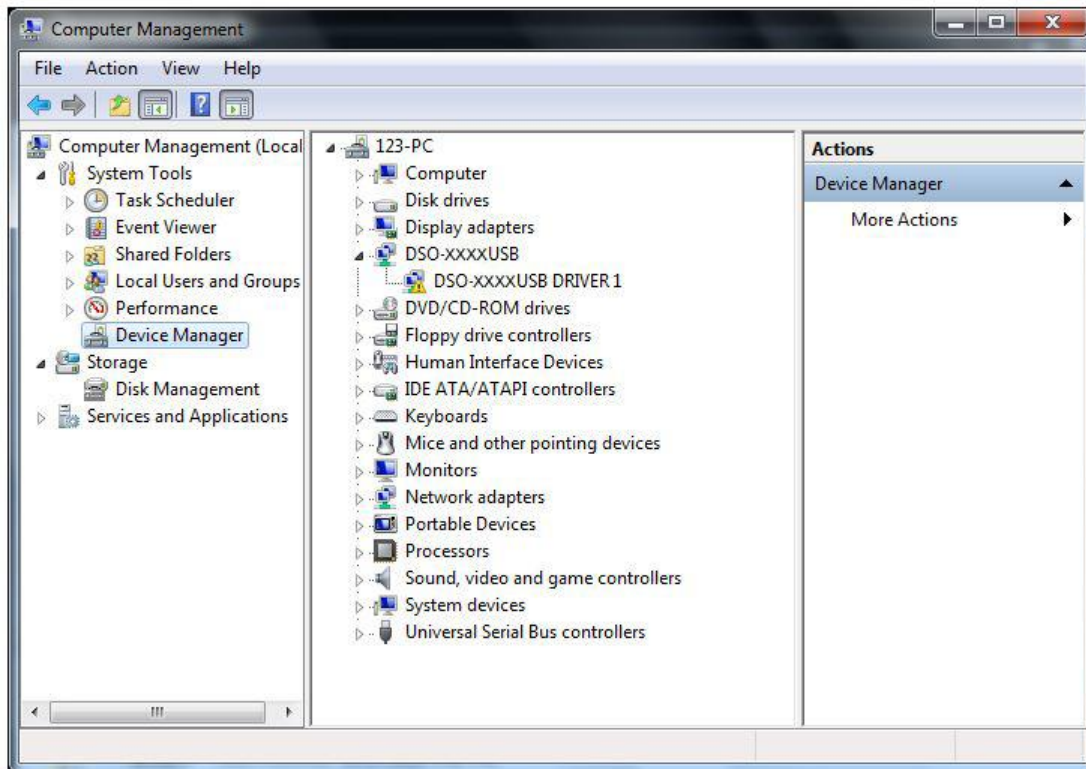 Computer Management
File Action View Help
Computer Management (Local
System Tools
Task Scheduler
Event Viewer
Shared Folders
Local Users and Groups
Performance
Device Manager
Storage
Disk Management
Services and Applications
123-PC
Computer
Disk drives
Display adapters
DSO-XXXXUSB
DSO-XXXXUSB DRIVER 1
DVD/CD-ROM drives
Floppy drive controllers
Human Interface Devices
IDE ATA/ATAPI controllers
Keyboards
Mice and other pointing devices
Monitors
Network adapters
Portable Devices
Processors
Sound, video and game controllers
System devices
Universal Serial Bus controllers
Actions
Device Manager
More Actions